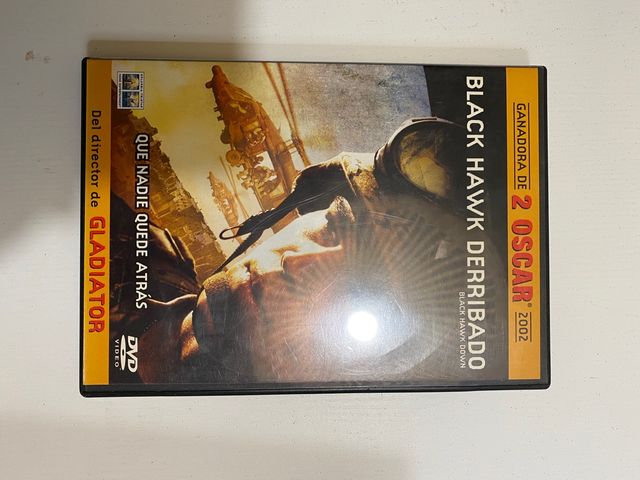 GANADORA DE 2 OSCAR® 2002
BLACK HAWK DERRIBADO
BLACK HAWK DOWN
QUE NADIE QUEDE ATRÁS
Del director de GLADIATOR
DVD
VIDEO